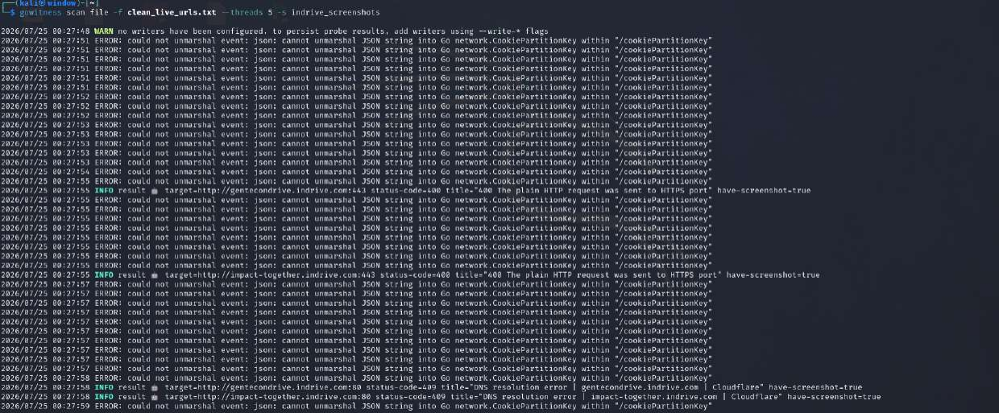 ┌──(kali㉿window)-[~]
└─$ gowitness scan file -f clean_live_urls.txt --threads 5 -s indrive_screenshots
2026/07/25 00:27:48 WARN no writers have been configured. to persist probe results, add writers using --write-* flags
2026/07/25 00:27:51 ERROR: could not unmarshal event: json: cannot unmarshal JSON string into Go network.CookiePartitionKey within "/cookiePartitionKey"
2026/07/25 00:27:51 ERROR: could not unmarshal event: json: cannot unmarshal JSON string into Go network.CookiePartitionKey within "/cookiePartitionKey"
2026/07/25 00:27:51 ERROR: could not unmarshal event: json: cannot unmarshal JSON string into Go network.CookiePartitionKey within "/cookiePartitionKey"
2026/07/25 00:27:51 ERROR: could not unmarshal event: json: cannot unmarshal JSON string into Go network.CookiePartitionKey within "/cookiePartitionKey"
2026/07/25 00:27:51 ERROR: could not unmarshal event: json: cannot unmarshal JSON string into Go network.CookiePartitionKey within "/cookiePartitionKey"
2026/07/25 00:27:51 ERROR: could not unmarshal event: json: cannot unmarshal JSON string into Go network.CookiePartitionKey within "/cookiePartitionKey"
2026/07/25 00:27:52 ERROR: could not unmarshal event: json: cannot unmarshal JSON string into Go network.CookiePartitionKey within "/cookiePartitionKey"
2026/07/25 00:27:52 ERROR: could not unmarshal event: json: cannot unmarshal JSON string into Go network.CookiePartitionKey within "/cookiePartitionKey"
2026/07/25 00:27:52 ERROR: could not unmarshal event: json: cannot unmarshal JSON string into Go network.CookiePartitionKey within "/cookiePartitionKey"
2026/07/25 00:27:53 ERROR: could not unmarshal event: json: cannot unmarshal JSON string into Go network.CookiePartitionKey within "/cookiePartitionKey"
2026/07/25 00:27:53 ERROR: could not unmarshal event: json: cannot unmarshal JSON string into Go network.CookiePartitionKey within "/cookiePartitionKey"
2026/07/25 00:27:53 ERROR: could not unmarshal event: json: cannot unmarshal JSON string into Go network.CookiePartitionKey within "/cookiePartitionKey"
2026/07/25 00:27:53 ERROR: could not unmarshal event: json: cannot unmarshal JSON string into Go network.CookiePartitionKey within "/cookiePartitionKey"
2026/07/25 00:27:53 ERROR: could not unmarshal event: json: cannot unmarshal JSON string into Go network.CookiePartitionKey within "/cookiePartitionKey"
2026/07/25 00:27:54 ERROR: could not unmarshal event: json: cannot unmarshal JSON string into Go network.CookiePartitionKey within "/cookiePartitionKey"
2026/07/25 00:27:55 ERROR: could not unmarshal event: json: cannot unmarshal JSON string into Go network.CookiePartitionKey within "/cookiePartitionKey"
2026/07/25 00:27:55 INFO result 🤖 target=http://gentecondrive.indrive.com:443 status-code=400 title="400 The plain HTTP request was sent to HTTPS port" have-screenshot=true
2026/07/25 00:27:55 ERROR: could not unmarshal event: json: cannot unmarshal JSON string into Go network.CookiePartitionKey within "/cookiePartitionKey"
2026/07/25 00:27:55 ERROR: could not unmarshal event: json: cannot unmarshal JSON string into Go network.CookiePartitionKey within "/cookiePartitionKey"
2026/07/25 00:27:55 ERROR: could not unmarshal event: json: cannot unmarshal JSON string into Go network.CookiePartitionKey within "/cookiePartitionKey"
2026/07/25 00:27:55 ERROR: could not unmarshal event: json: cannot unmarshal JSON string into Go network.CookiePartitionKey within "/cookiePartitionKey"
2026/07/25 00:27:55 ERROR: could not unmarshal event: json: cannot unmarshal JSON string into Go network.CookiePartitionKey within "/cookiePartitionKey"
2026/07/25 00:27:55 ERROR: could not unmarshal event: json: cannot unmarshal JSON string into Go network.CookiePartitionKey within "/cookiePartitionKey"
2026/07/25 00:27:55 ERROR: could not unmarshal event: json: cannot unmarshal JSON string into Go network.CookiePartitionKey within "/cookiePartitionKey"
2026/07/25 00:27:55 ERROR: could not unmarshal event: json: cannot unmarshal JSON string into Go network.CookiePartitionKey within "/cookiePartitionKey"
2026/07/25 00:27:55 INFO result 🤖 target=http://impact-together.indrive.com:443 status-code=400 title="400 The plain HTTP request was sent to HTTPS port" have-screenshot=true
2026/07/25 00:27:57 ERROR: could not unmarshal event: json: cannot unmarshal JSON string into Go network.CookiePartitionKey within "/cookiePartitionKey"
2026/07/25 00:27:57 ERROR: could not unmarshal event: json: cannot unmarshal JSON string into Go network.CookiePartitionKey within "/cookiePartitionKey"
2026/07/25 00:27:57 ERROR: could not unmarshal event: json: cannot unmarshal JSON string into Go network.CookiePartitionKey within "/cookiePartitionKey"
2026/07/25 00:27:57 ERROR: could not unmarshal event: json: cannot unmarshal JSON string into Go network.CookiePartitionKey within "/cookiePartitionKey"
2026/07/25 00:27:57 ERROR: could not unmarshal event: json: cannot unmarshal JSON string into Go network.CookiePartitionKey within "/cookiePartitionKey"
2026/07/25 00:27:57 ERROR: could not unmarshal event: json: cannot unmarshal JSON string into Go network.CookiePartitionKey within "/cookiePartitionKey"
2026/07/25 00:27:57 ERROR: could not unmarshal event: json: cannot unmarshal JSON string into Go network.CookiePartitionKey within "/cookiePartitionKey"
2026/07/25 00:27:57 ERROR: could not unmarshal event: json: cannot unmarshal JSON string into Go network.CookiePartitionKey within "/cookiePartitionKey"
2026/07/25 00:27:57 ERROR: could not unmarshal event: json: cannot unmarshal JSON string into Go network.CookiePartitionKey within "/cookiePartitionKey"
2026/07/25 00:27:57 ERROR: could not unmarshal event: json: cannot unmarshal JSON string into Go network.CookiePartitionKey within "/cookiePartitionKey"
2026/07/25 00:27:58 ERROR: could not unmarshal event: json: cannot unmarshal JSON string into Go network.CookiePartitionKey within "/cookiePartitionKey"
2026/07/25 00:27:58 INFO result 🤖 target=http://gentecondrive.indrive.com:80 status-code=409 title="DNS resolution error | gentecondrive.indrive.com | Cloudflare" have-screenshot=true
2026/07/25 00:27:58 INFO result 🤖 target=http://impact-together.indrive.com:80 status-code=409 title="DNS resolution error | impact-together.indrive.com | Cloudflare" have-screenshot=true
2026/07/25 00:27:59 ERROR: could not unmarshal event: json: cannot unmarshal JSON string into Go network.CookiePartitionKey within "/cookiePartitionKey"